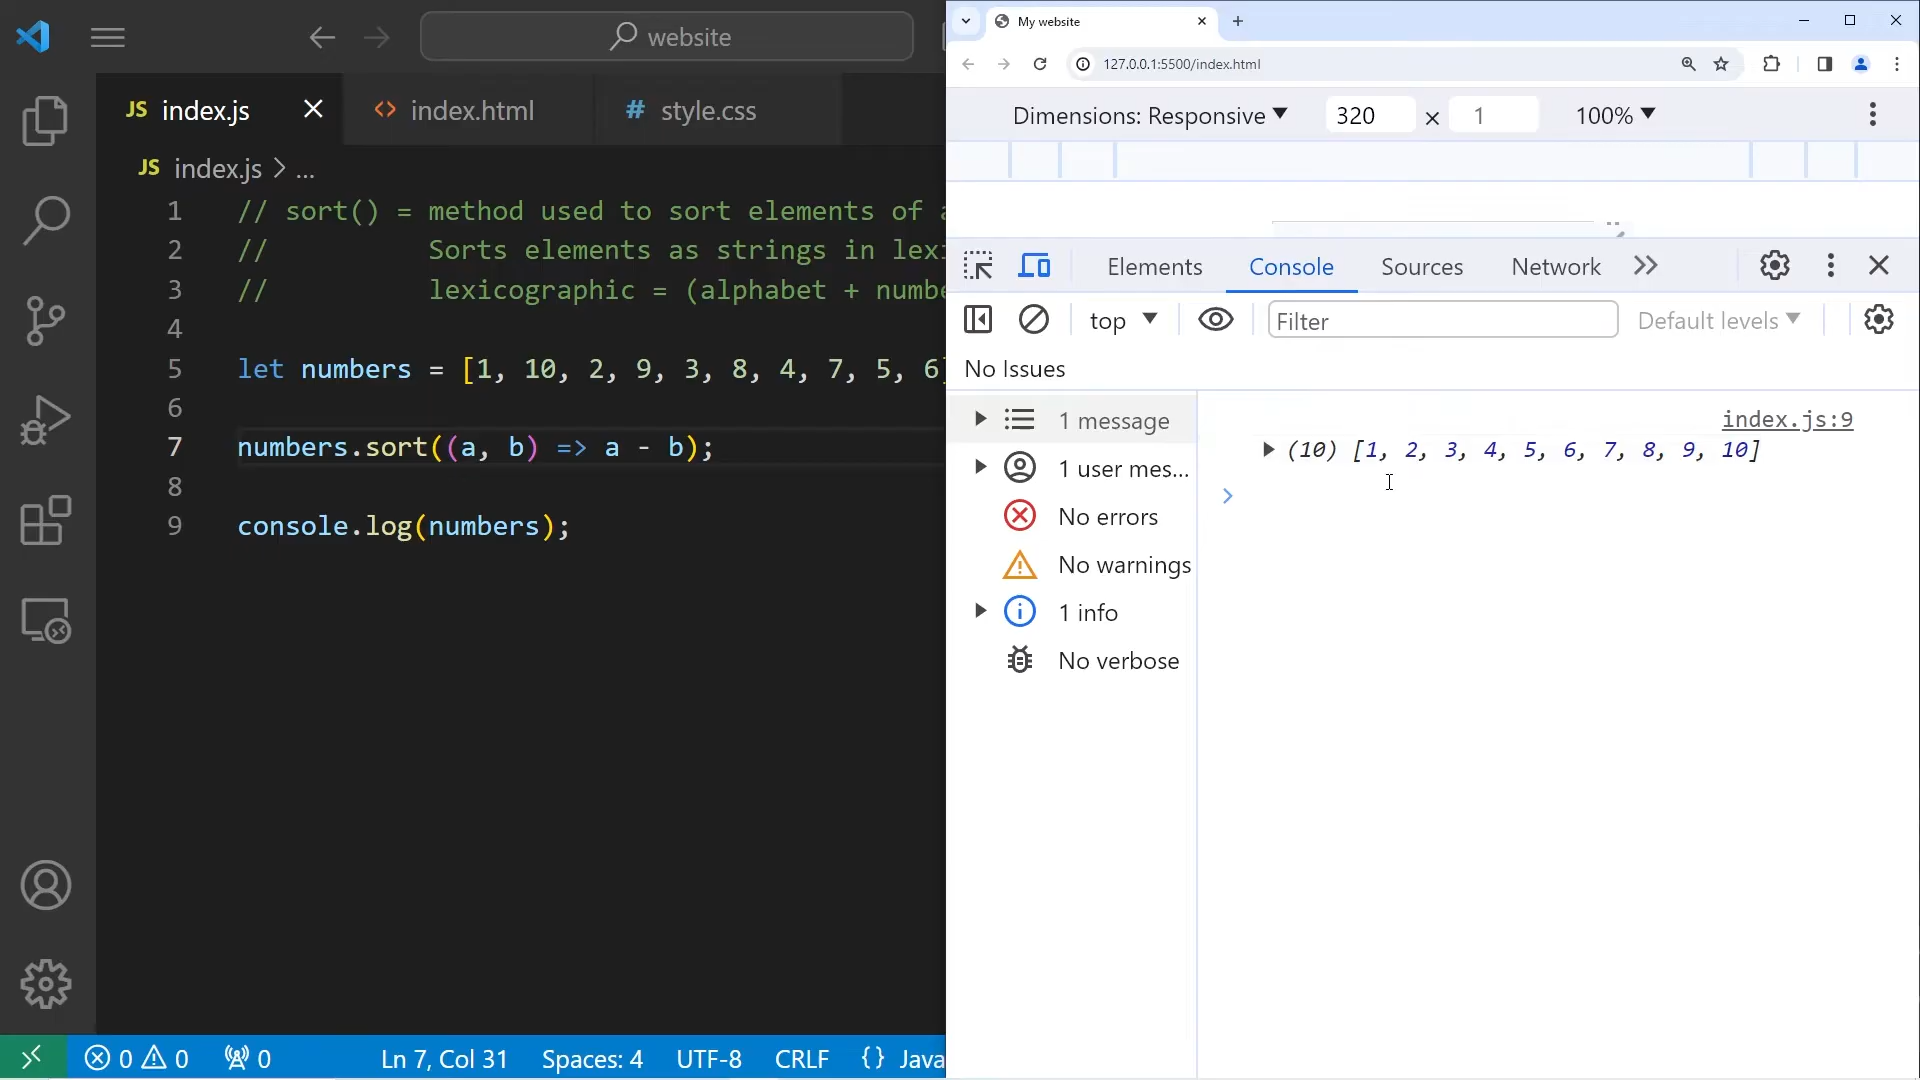 website
JS index.js
<> index.html
# style.css
JS index.js > ...
1 // sort() = method used to sort elements of
2 // Sorts elements as strings in
3 // lexicographic = (alphabet +
4
5 let numbers = [1, 10, 2, 9, 3, 8, 4, 7, 5, 6]
6
7 numbers.sort((a, b) => a - b);
8
9 console.log(numbers);
0 0 0 Ln 7, Col 31 Spaces: 4 UTF-8 CRLF {} Java
My website
127.0.0.1:5500/index.html
Dimensions: Responsive 320 × 1 100%
Elements Console Sources Network
top Filter Default levels
No Issues
1 message
1 user mes...
No errors
No warnings
1 info
No verbose
index.js:9
(10) [1, 2, 3, 4, 5, 6, 7, 8, 9, 10]